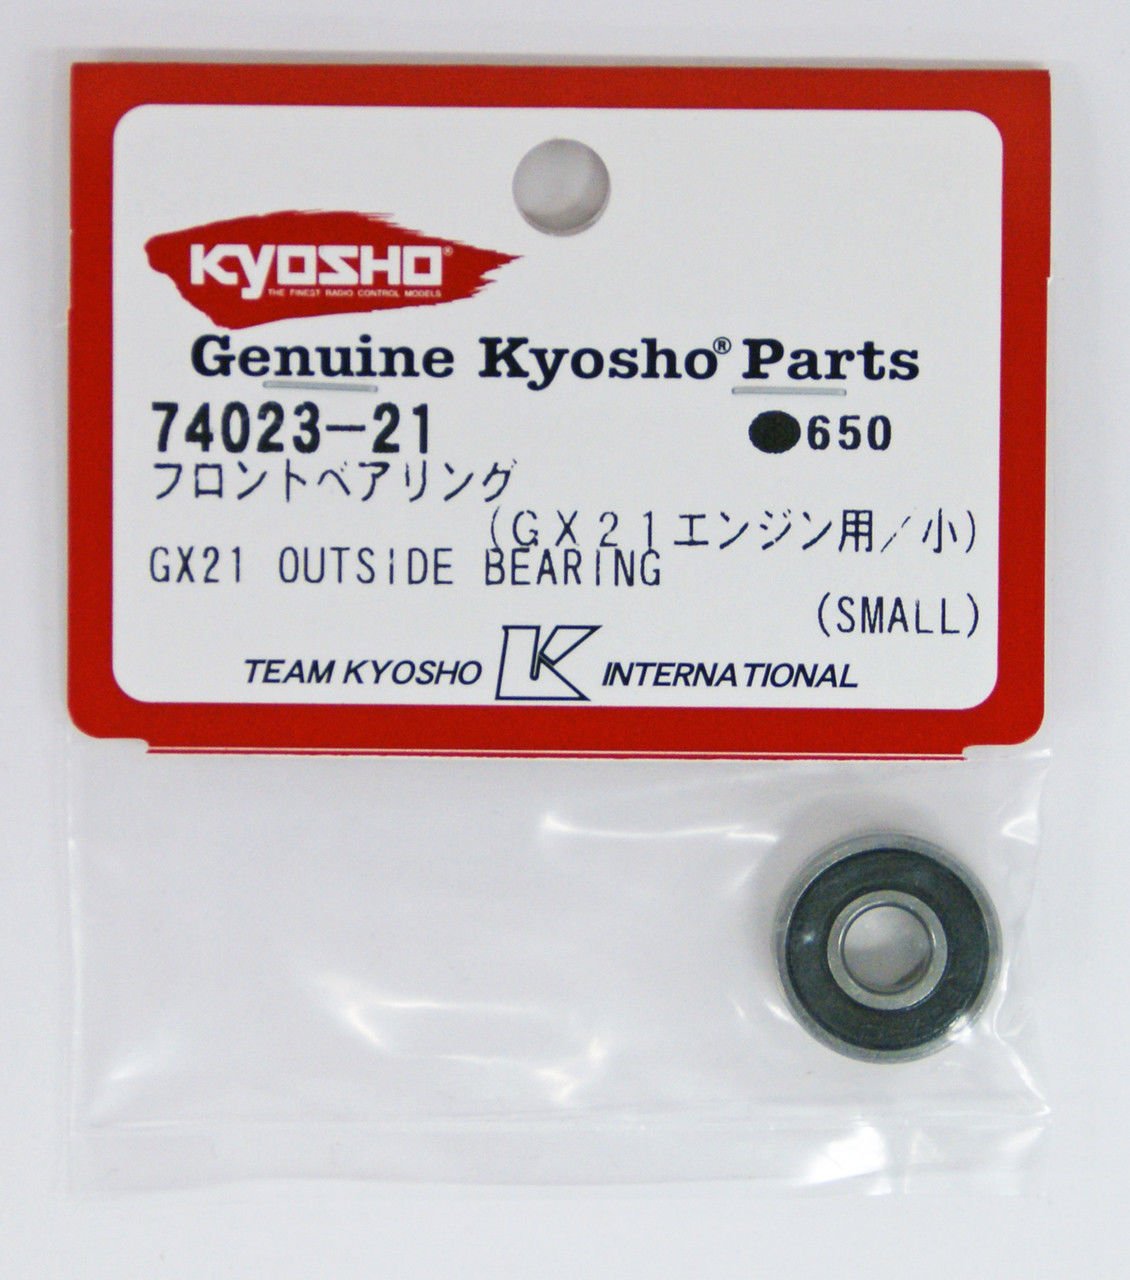 KYOSHO®
THE FINEST RADIO CONTROL MODELS
Genuine Kyosho® Parts
74023-21 ●650
フロントベアリング
(GX21エンジン用/小)
GX21 OUTSIDE BEARING
(SMALL)
TEAM KYOSHO K INTERNATIONAL